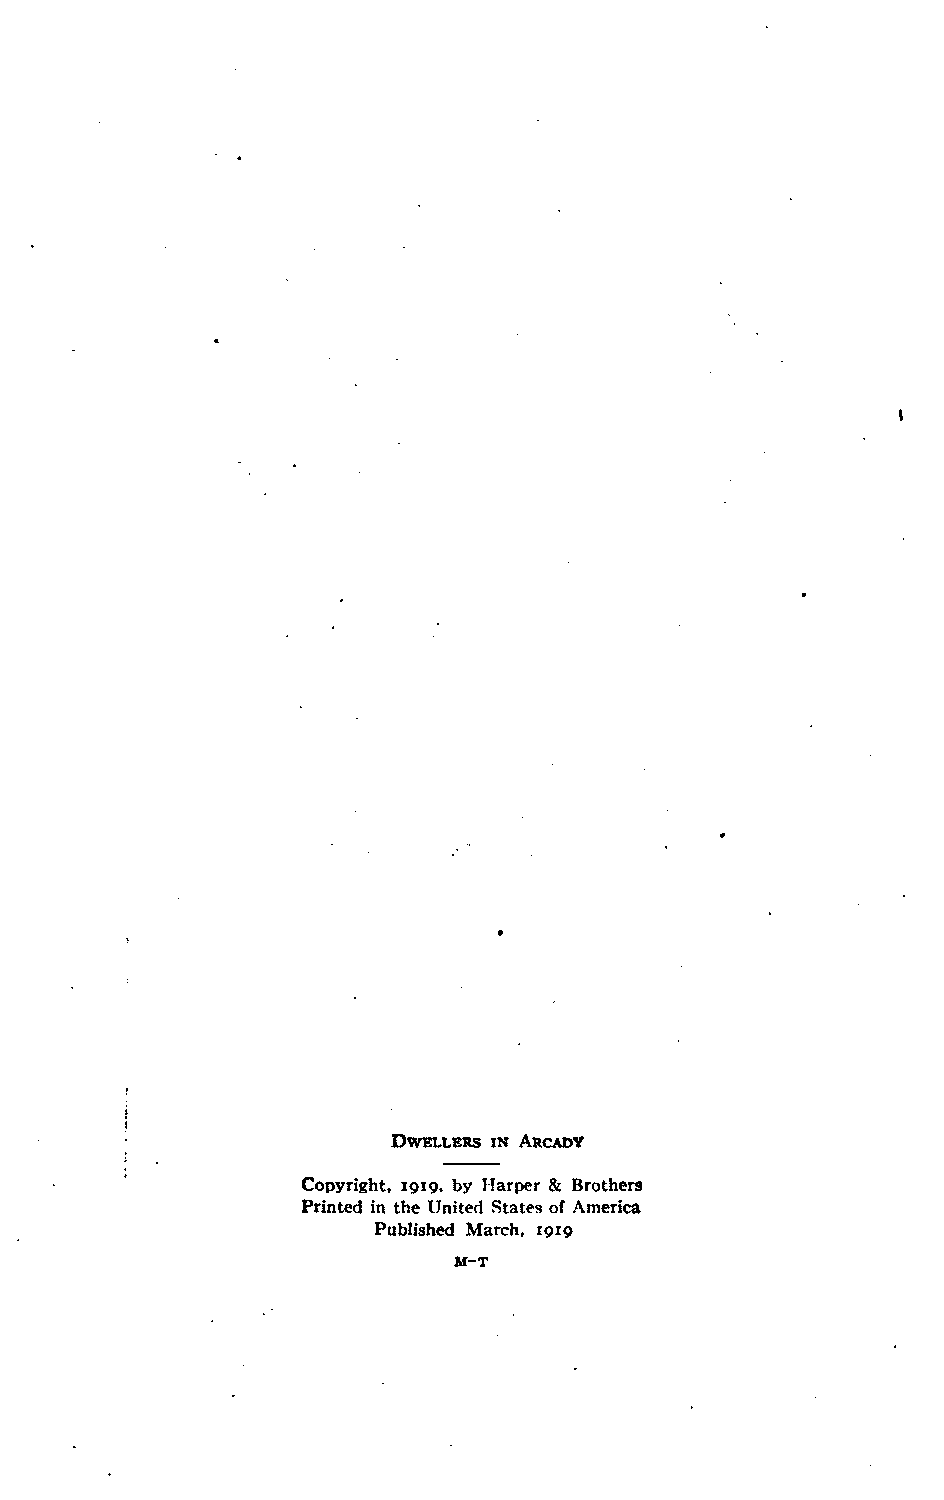 DWELLERS IN ARCADY
Copyright, 1919, by Harper & Brothers
Printed in the United States of America
Published March, 1919
M-T